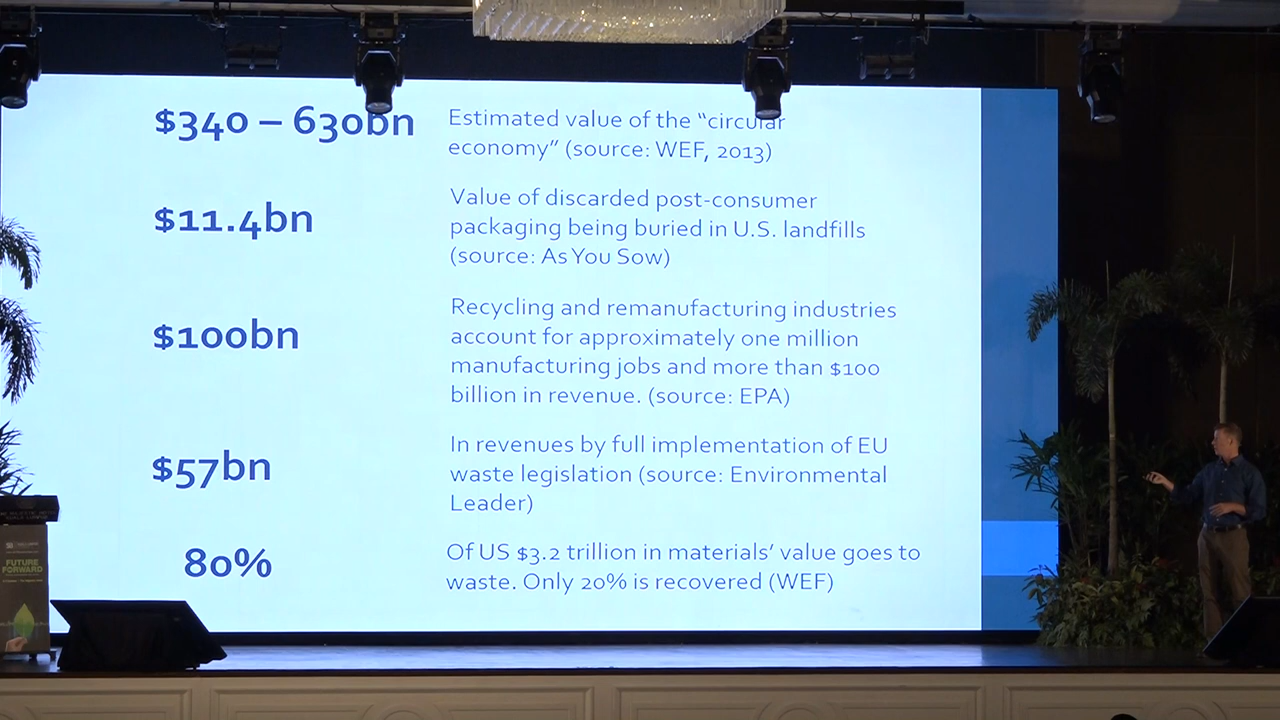 $340 – 630bn
Estimated value of the “circular
economy” (source: WEF, 2013)
$11.4bn
Value of discarded post-consumer
packaging being buried in U.S. landfills
(source: As You Sow)
$100bn
Recycling and remanufacturing industries
account for approximately one million
manufacturing jobs and more than $100
billion in revenue. (source: EPA)
$57bn
In revenues by full implementation of EU
waste legislation (source: Environmental
Leader)
80%
Of US $3.2 trillion in materials’ value goes to
waste. Only 20% is recovered (WEF)
FUTURE
FORWARD